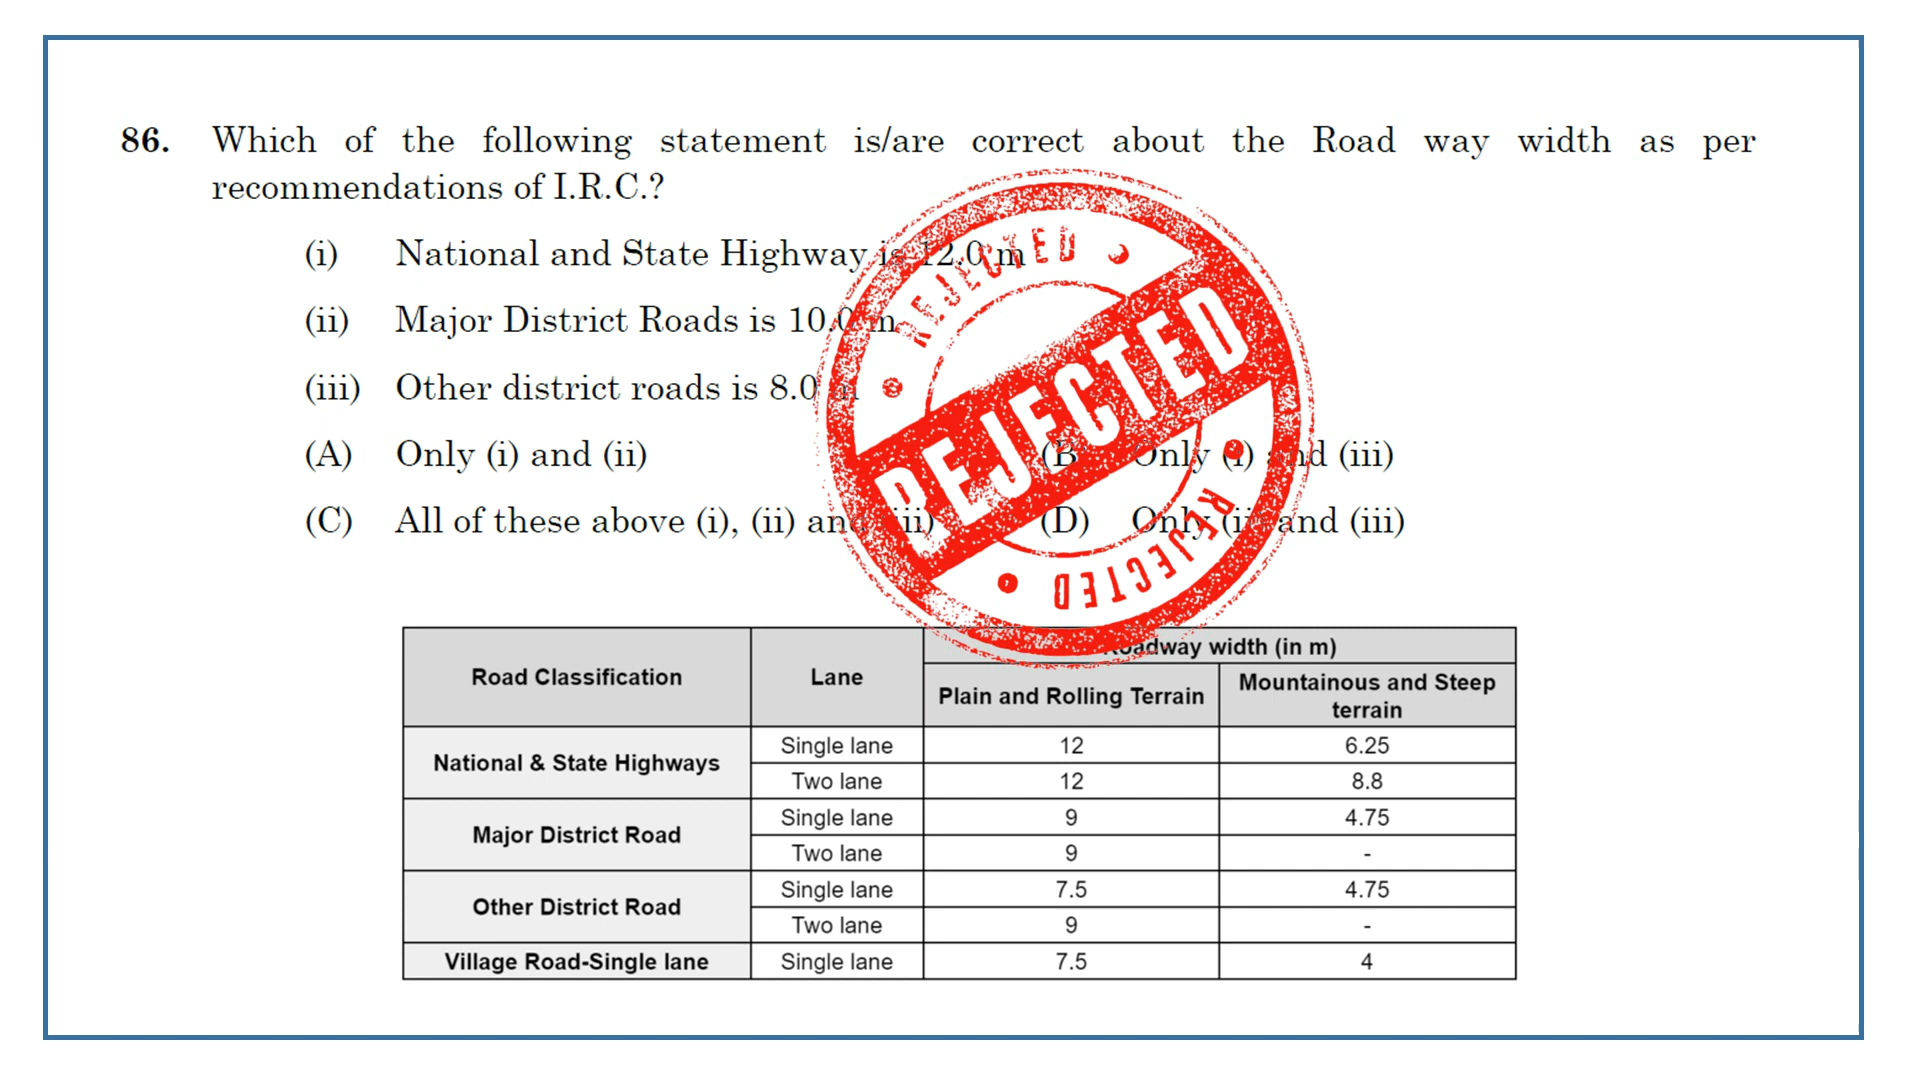 86. Which of the following statement is/are correct about the Road way width as per
recommendations of I.R.C.?
(i) National and State Highway is 12.0 m
(ii) Major District Roads is 10.0 m
(iii) Other district roads is 8.0 m
(A) Only (i) and (ii) (B) Only (i) and (iii)
(C) All of these above (i), (ii) and (iii) (D) Only (ii) and (iii)
REJECTED
REJECTED
REJECTED
Road Classification Lane Roadway width (in m)
Plain and Rolling Terrain Mountainous and Steep
terrain
National & State Highways Single lane 12 6.25
Two lane 12 8.8
Major District Road Single lane 9 4.75
Two lane 9 -
Other District Road Single lane 7.5 4.75
Two lane 9 -
Village Road-Single lane Single lane 7.5 4